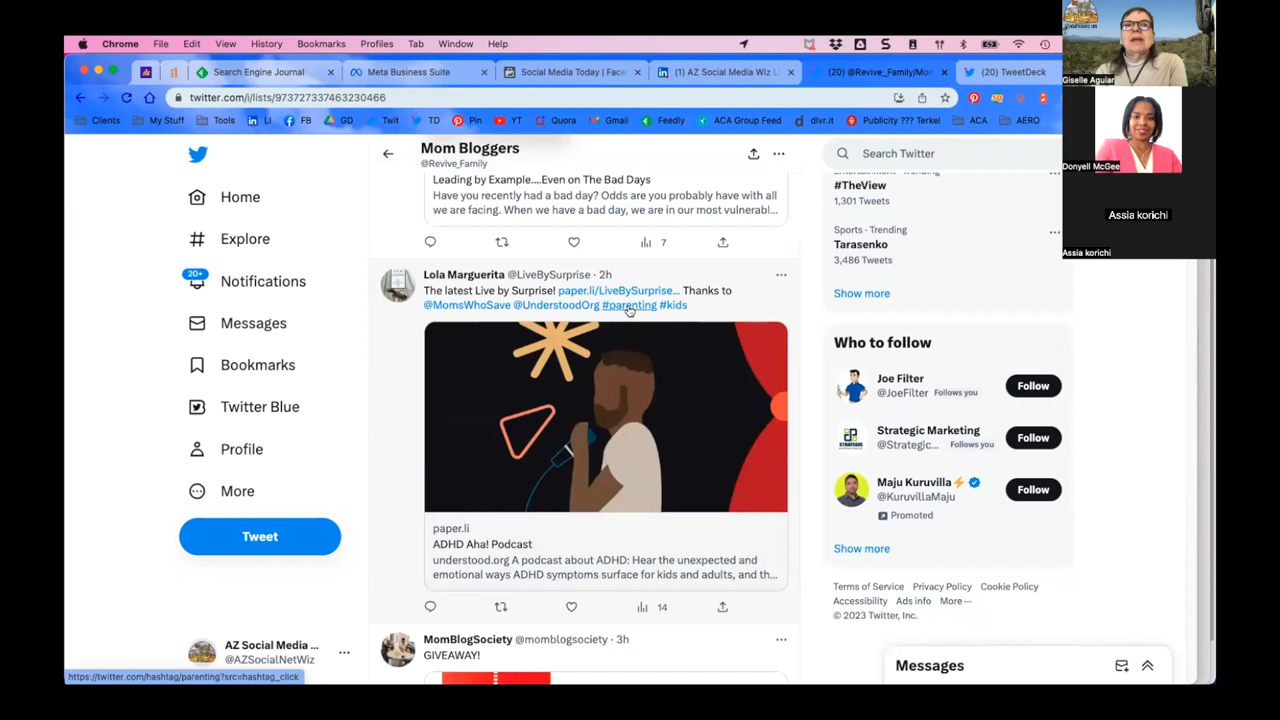 Chrome File Edit View History Bookmarks Profiles Tab Window Help
Search Engine Journal
Meta Business Suite
Social Media Today | Face
(1) AZ Social Media Wiz L
(20) @Revive_Family/Mo
(20) TweetDeck
twitter.com/i/lists/973727337463230466
Clients My Stuff Tools LI FB GD Twit TD Pin YT Quora Gmail Feedly ACA Group Feed dlvr.it Publicity ??? Terkel ACA AERO
Giselle Aguiar
Donyell McGee
Assia korichi
Assia korichi
Home
Explore
20+
Notifications
Messages
Bookmarks
Twitter Blue
Profile
More
Tweet
AZ Social Media ...
@AZSocialNetWiz
Mom Bloggers
@Revive_Family
Leading by Example....Even on The Bad Days
Have you recently had a bad day? Odds are you probably have with all
we are facing. When we have a bad day, we are in our most vulnerabl...
7
Lola Marguerita @LiveBySurprise · 2h
The latest Live by Surprise! paper.li/LiveBySurprise... Thanks to
@MomsWhoSave @UnderstoodOrg #parenting #kids
paper.li
ADHD Aha! Podcast
understood.org A podcast about ADHD: Hear the unexpected and
emotional ways ADHD symptoms surface for kids and adults, and th...
14
MomBlogSociety @momblogsociety · 3h
GIVEAWAY!
Search Twitter
Trending
#TheView
1,301 Tweets
Sports · Trending
Tarasenko
3,486 Tweets
Show more
Who to follow
Joe Filter
@JoeFilter Follows you
Follow
Strategic Marketing
@Strategic... Follows you
Follow
Maju Kuruvilla
@KuruvillaMaju
Promoted
Follow
Show more
Terms of Service Privacy Policy Cookie Policy
Accessibility Ads info More ...
© 2023 Twitter, Inc.
Messages
https://twitter.com/hashtag/parenting?src=hashtag_click